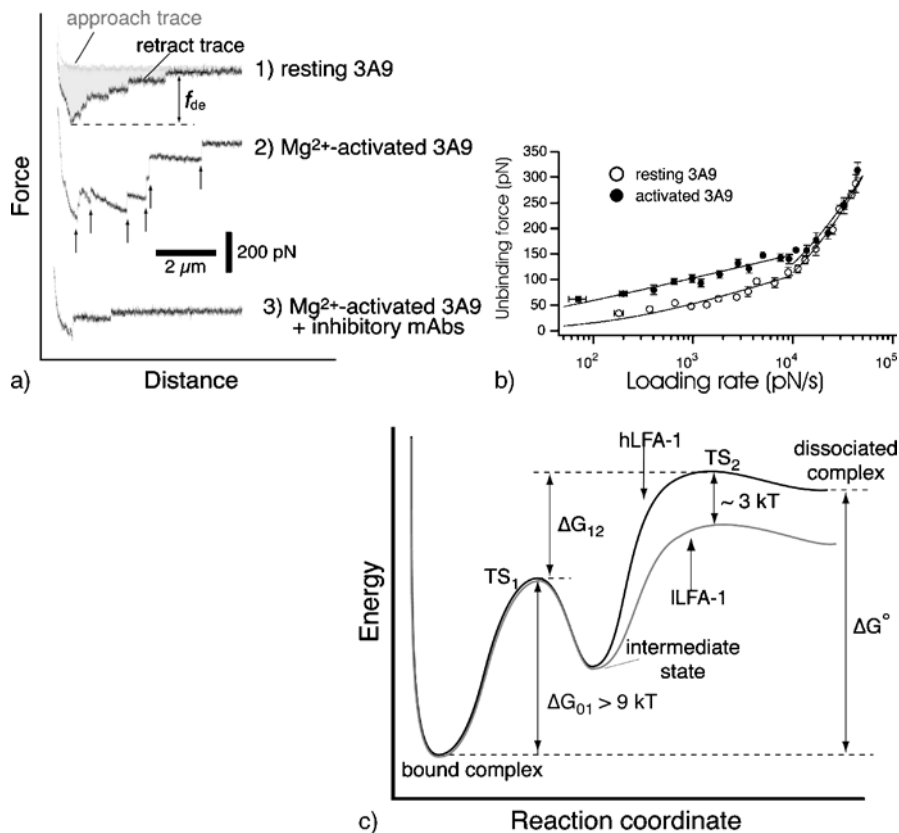 approach trace
retract trace
1) resting 3A9
fde
2) Mg2+-activated 3A9
2 μm
200 pN
3) Mg2+-activated 3A9
+ inhibitory mAbs
Force
Distance
a)
350
300
250
200
150
100
50
0
Unbinding force (pN)
resting 3A9
activated 3A9
10²
10³
10⁴
10⁵
Loading rate (pN/s)
b)
hLFA-1
TS₂
dissociated
complex
~ 3 kT
ΔG₁₂
TS₁
lLFA-1
ΔG°
intermediate
state
ΔG₀₁ > 9 kT
bound complex
Energy
Reaction coordinate
c)